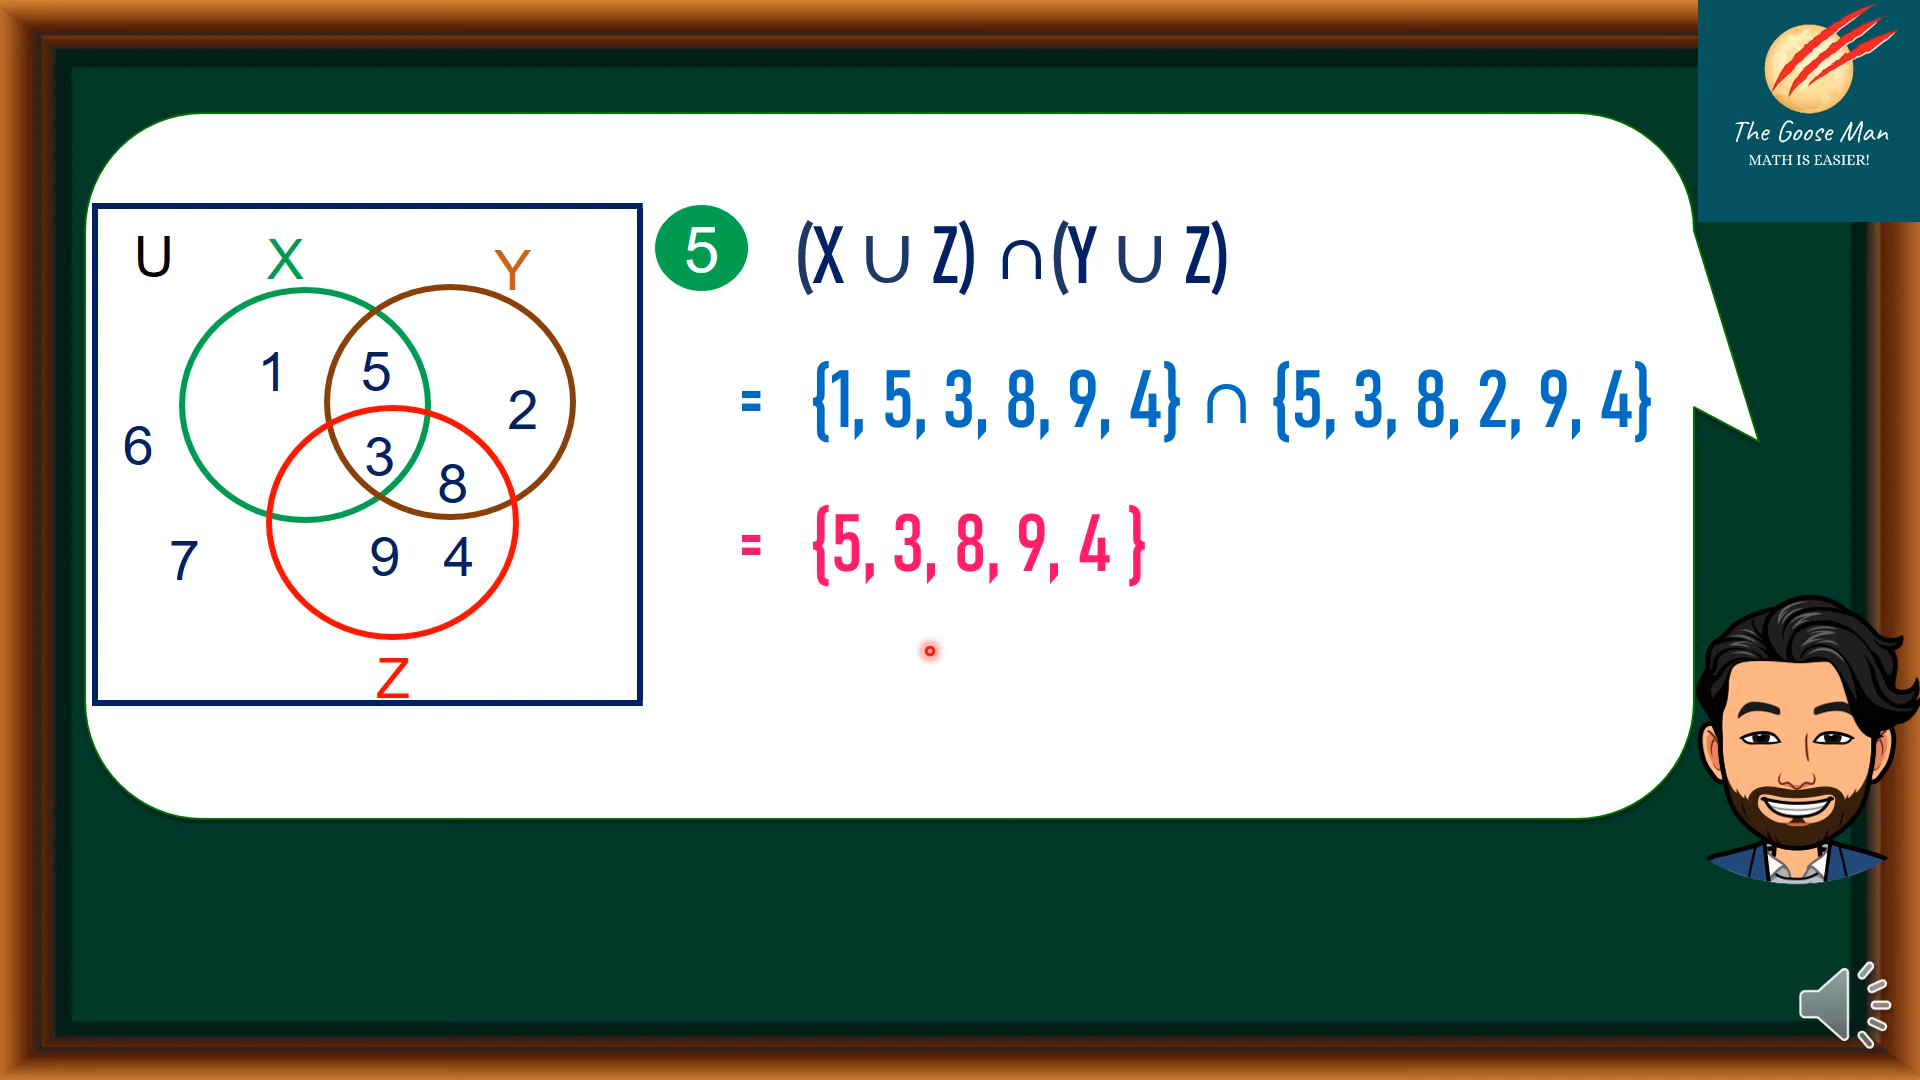 The Goose Man
MATH IS EASIER!
U X Y
1 5 2
6 3 8
7 9 4
Z
5 (X ∪ Z) ∩ (Y ∪ Z)
= {1, 5, 3, 8, 9, 4} ∩ {5, 3, 8, 2, 9, 4}
= {5, 3, 8, 9, 4 }